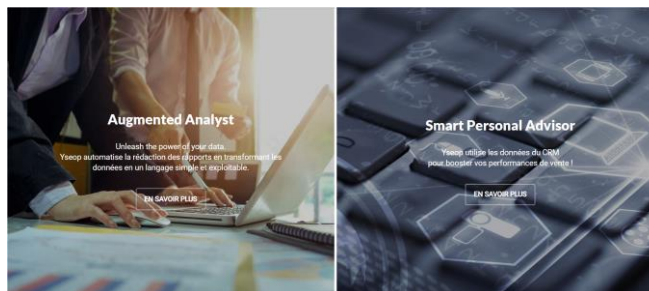 Augmented Analyst
Unleash the power of your data.
Yseop automatise la rédaction des rapports en transformant les
données en un langage simple et exploitable.
EN SAVOIR PLUS
Smart Personal Advisor
Yseop utilise les données du CRM
pour booster vos performances de vente !
EN SAVOIR PLUS